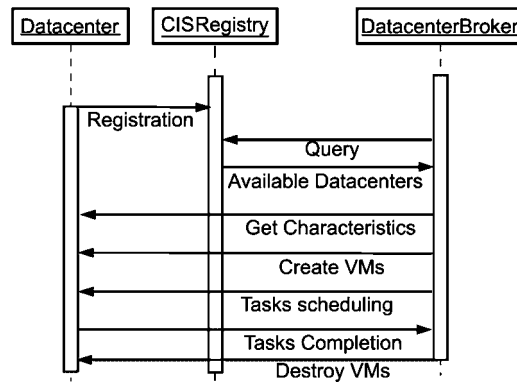 Datacenter
CISRegistry
DatacenterBroker
Registration
Query
Available Datacenters
Get Characteristics
Create VMs
Tasks scheduling
Tasks Completion
Destroy VMs